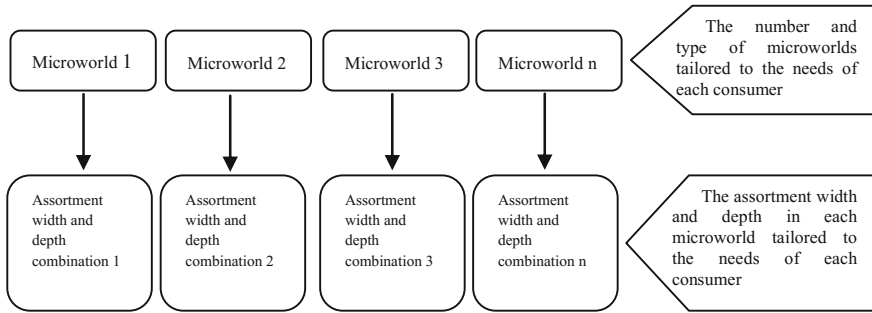 Microworld 1
Microworld 2
Microworld 3
Microworld n
The number and
type of microworlds
tailored to the needs of
each consumer
Assortment
width and
depth
combination 1
Assortment
width and
depth
combination 2
Assortment
width and
depth
combination 3
Assortment
width and
depth
combination n
The assortment width
and depth in each
microworld tailored to
the needs of each
consumer